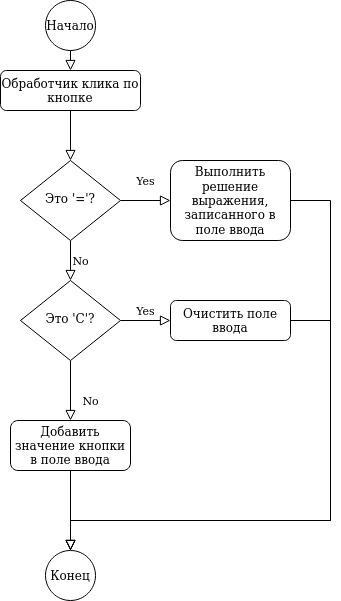 Начало
Обработчик клика по
кнопке
Это '='?
Yes
Выполнить
решение
выражения,
записанного в
поле ввода
No
Это 'C'?
Yes
Очистить поле
ввода
No
Добавить
значение кнопки
в поле ввода
Конец